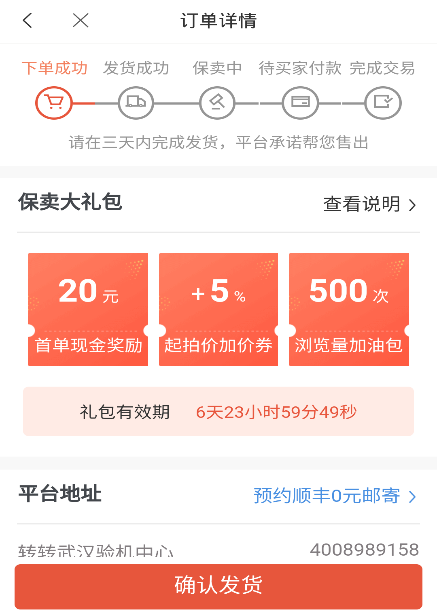 订单详情
下单成功 发货成功 保卖中 待买家付款 完成交易
请在三天内完成发货，平台承诺帮您售出
保卖大礼包 查看说明
20元 +5% 500次
首单现金奖励 起拍价加价券 浏览量加油包
礼包有效期 6天23小时59分49秒
平台地址 预约顺丰0元邮寄
转转武汉验机中心 4008989158
确认发货